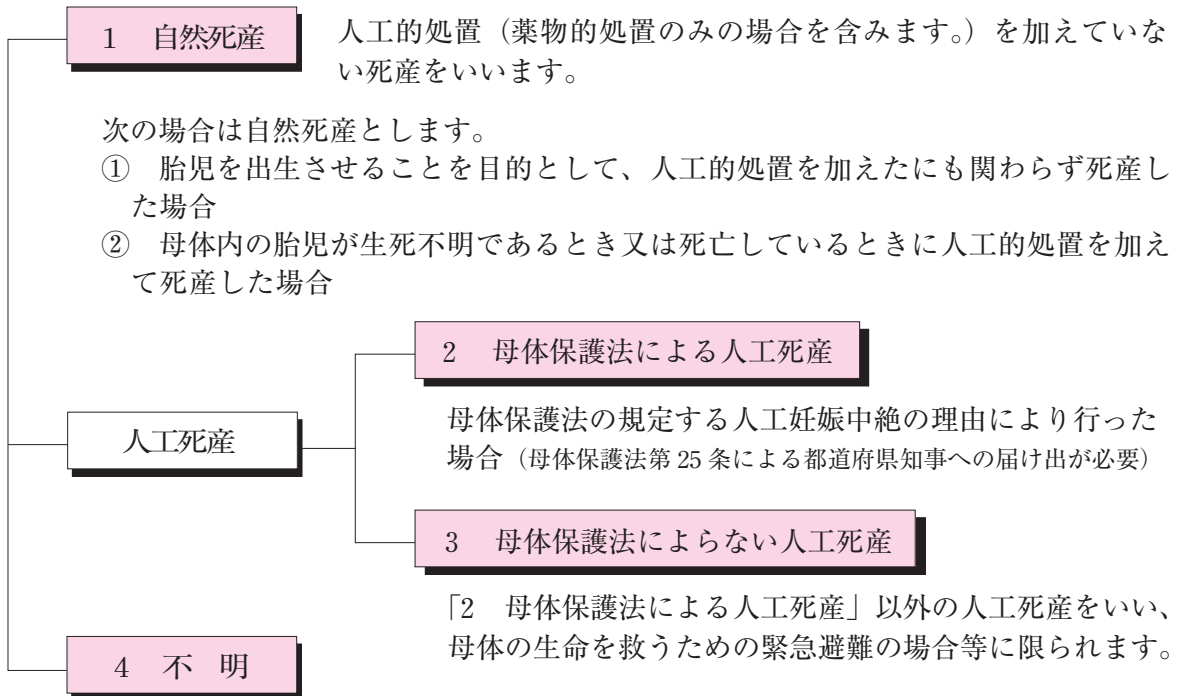 1　自然死産
人工的処置（薬物的処置のみの場合を含みます。）を加えていな
い死産をいいます。
次の場合は自然死産とします。
①　胎児を出生させることを目的として、人工的処置を加えたにも関わらず死産し
た場合
②　母体内の胎児が生死不明であるとき又は死亡しているときに人工的処置を加え
て死産した場合
2　母体保護法による人工死産
母体保護法の規定する人工妊娠中絶の理由により行った
場合（母体保護法第 25 条による都道府県知事への届け出が必要）
人工死産
3　母体保護法によらない人工死産
「2　母体保護法による人工死産」以外の人工死産をいい、
母体の生命を救うための緊急避難の場合等に限られます。
4　不　明